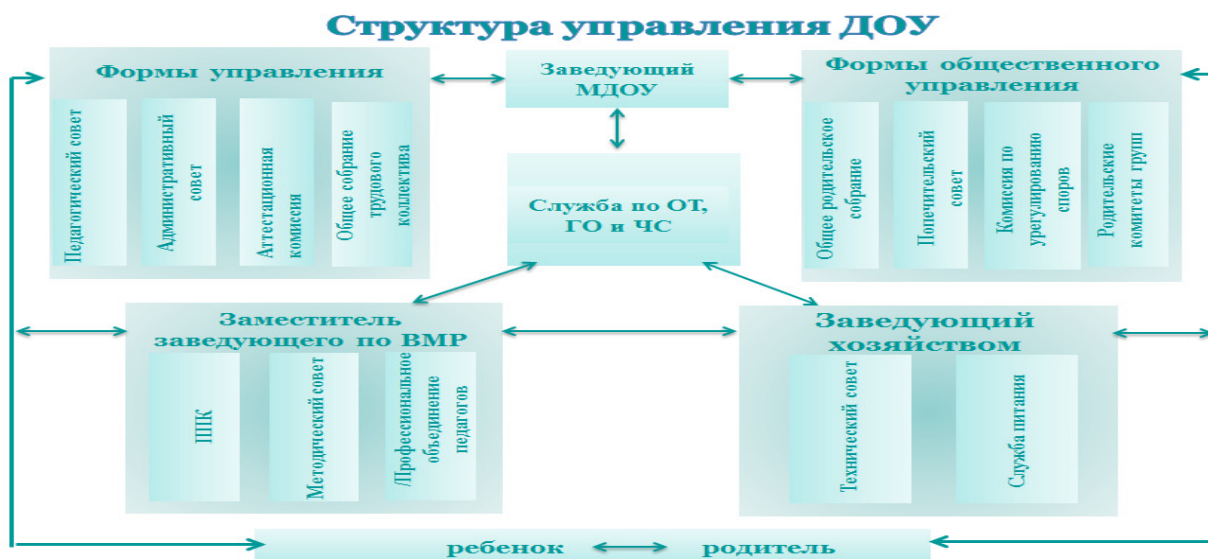 Структура управления ДОУ
Формы управления
Педагогический совет
Административный
совет
Аттестационная
комиссия
Общее собрание
трудового
коллектива
Заведующий
МДОУ
Формы общественного
управления
Общее родительское
собрание
Попечительский
совет
Комиссия по
урегулированию
споров
Родительские
комитеты групп
Служба по ОТ,
ГО и ЧС
Заместитель
заведующего по ВМР
ППК
Методический совет
/Профессиональное
объединение
педагогов
Заведующий
хозяйством
Технический совет
Служба питания
ребенок родитель